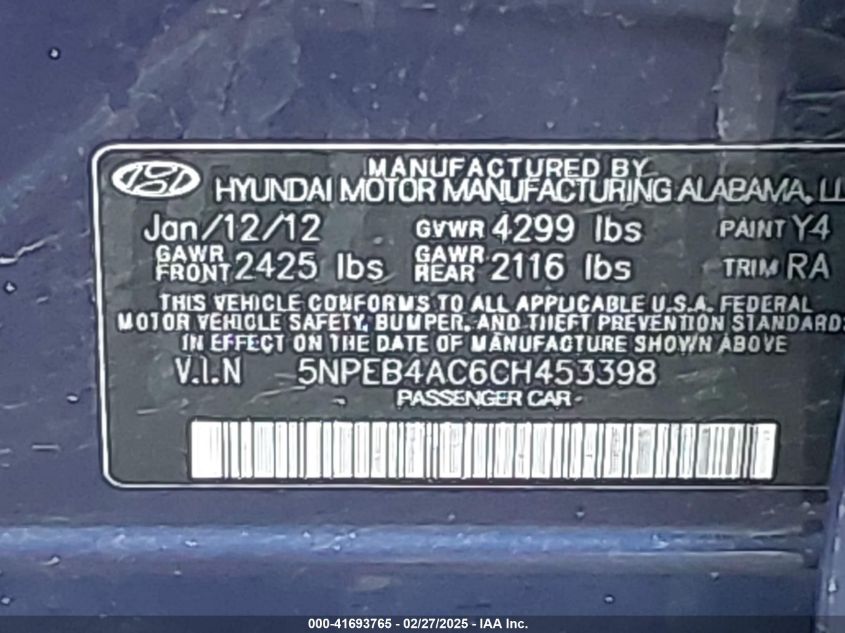 MANUFACTURED BY
HYUNDAI MOTOR MANUFACTURING ALABAMA, LL
Jan/12/12 GVWR 4299 lbs PAINT Y4
GAWR FRONT 2425 lbs GAWR REAR 2116 lbs TRIM RA
THIS VEHICLE CONFORMS TO ALL APPLICABLE U.S.A. FEDERAL
MOTOR VEHICLE SAFETY, BUMPER, AND THEFT PREVENTION STANDARDS
IN EFFECT ON THE DATE OF MANUFACTURE SHOWN ABOVE
V.I.N 5NPEB4AC6CH453398
PASSENGER CAR
000-41693765 - 02/27/2025 - IAA Inc.